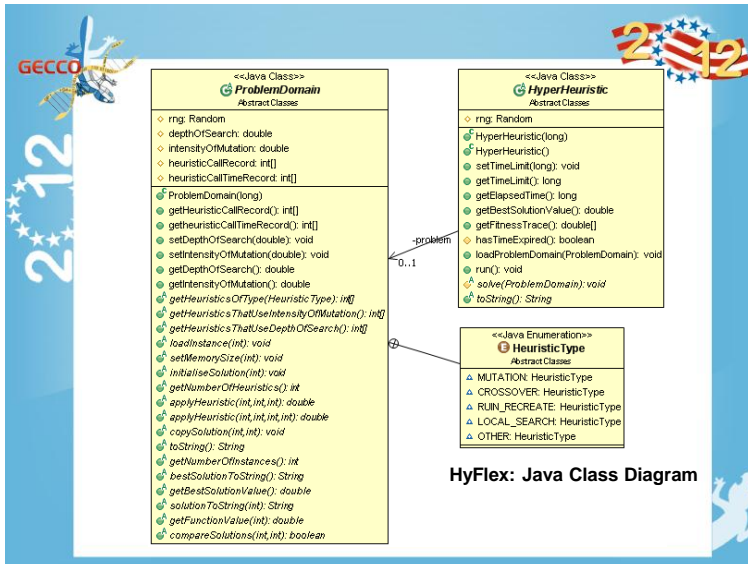 GECCO
2012
2012
<<Java Class>>
ProblemDomain
AbstractClasses
rng: Random
depthOfSearch: double
intensityOfMutation: double
heuristicCallRecord: int[]
heuristicCallTimeRecord: int[]
ProblemDomain(long)
getHeuristicCallRecord(): int[]
getheuristicCallTimeRecord(): int[]
setDepthOfSearch(double): void
setIntensityOfMutation(double): void
getDepthOfSearch(): double
getIntensityOfMutation(): double
getHeuristicsOfType(HeuristicType): int[]
getHeuristicsThatUseIntensityOfMutation(): int[]
getHeuristicsThatUseDepthOfSearch(): int[]
loadInstance(int): void
setMemorySize(int): void
initialiseSolution(int): void
getNumberOfHeuristics(): int
applyHeuristic(int,int,int): double
applyHeuristic(int,int,int,int): double
copySolution(int,int): void
toString(): String
getNumberOfInstances(): int
bestSolutionToString(): String
getBestSolutionValue(): double
solutionToString(int): String
getFunctionValue(int): double
compareSolutions(int,int): boolean
-problem
0..1
<<Java Class>>
HyperHeuristic
AbstractClasses
rng: Random
HyperHeuristic(long)
HyperHeuristic()
setTimeLimit(long): void
getTimeLimit(): long
getElapsedTime(): long
getBestSolutionValue(): double
getFitnessTrace(): double[]
hasTimeExpired(): boolean
loadProblemDomain(ProblemDomain): void
run(): void
solve(ProblemDomain): void
toString(): String
<<Java Enumeration>>
HeuristicType
AbstractClasses
MUTATION: HeuristicType
CROSSOVER: HeuristicType
RUIN_RECREATE: HeuristicType
LOCAL_SEARCH: HeuristicType
OTHER: HeuristicType
HyFlex: Java Class Diagram